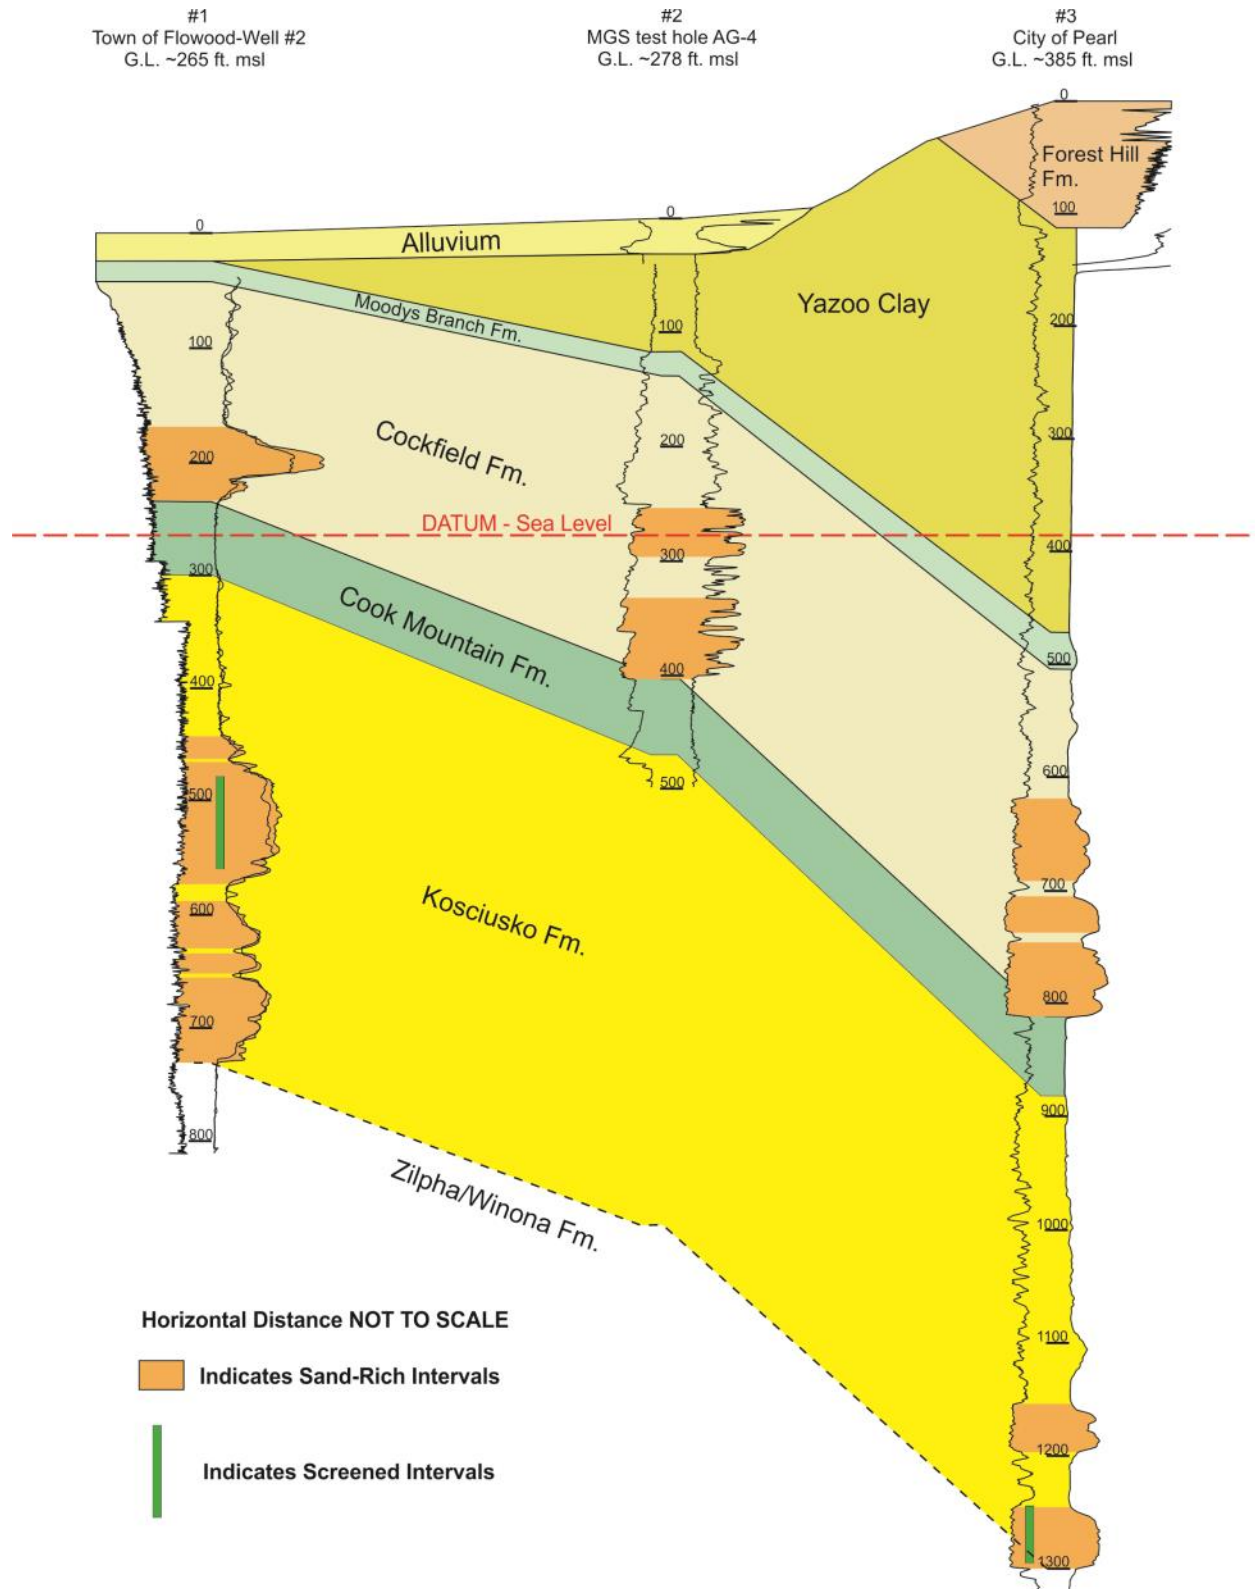 #1
Town of Flowood-Well #2
G.L. ~265 ft. msl
#2
MGS test hole AG-4
G.L. ~278 ft. msl
#3
City of Pearl
G.L. ~385 ft. msl
0
100
200
300
400
500
600
700
800
0
100
200
300
400
500
0
100
200
300
400
500
600
700
800
900
1000
1100
1200
1300
Forest Hill
Fm.
Alluvium
Yazoo Clay
Moodys Branch Fm.
Cockfield Fm.
DATUM - Sea Level
Cook Mountain Fm.
Kosciusko Fm.
Zilpha/Winona Fm.
Horizontal Distance NOT TO SCALE
Indicates Sand-Rich Intervals
Indicates Screened Intervals